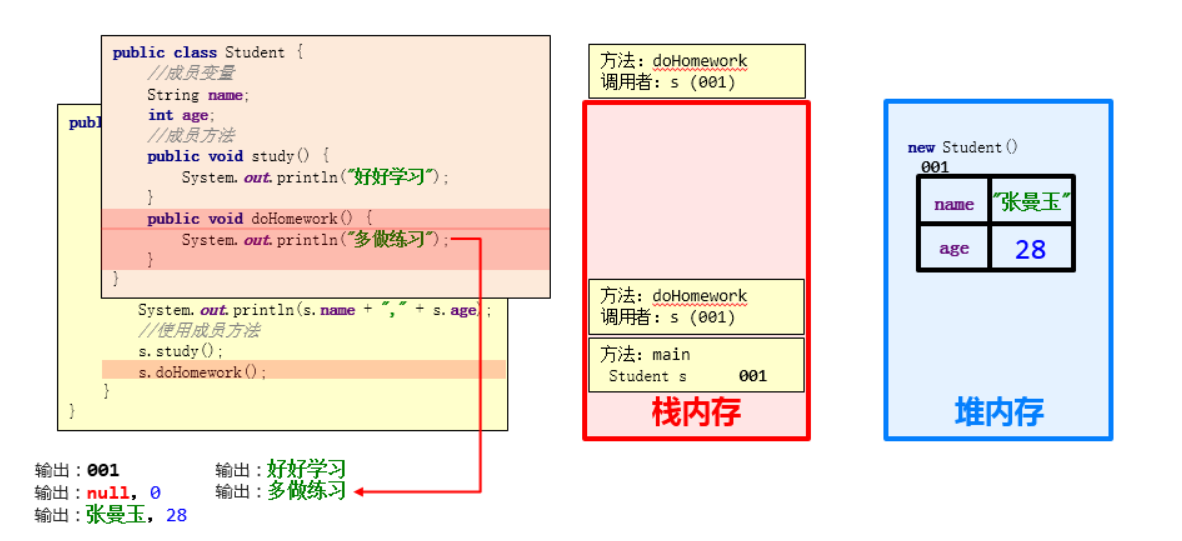 public class Student {
//成员变量
String name;
int age;
//成员方法
public void study() {
System.out.println("好好学习");
}
public void doHomework() {
System.out.println("多做练习");
}
}
publ
System.out.println(s.name + "," + s.age);
//使用成员方法
s.study();
s.doHomework();
}
}
输出：001
输出：null，0
输出：张曼玉，28
输出：好好学习
输出：多做练习
方法：doHomework
调用者：s (001)
方法：doHomework
调用者：s (001)
方法：main
Student s 001
栈内存
new Student()
001
name "张曼玉"
age 28
堆内存